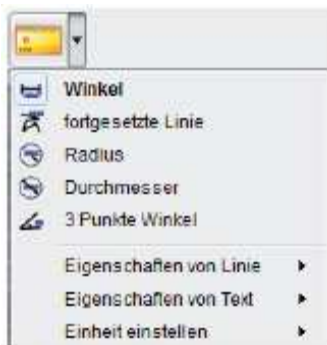 Winkel
fortgesetzte Linie
Radius
Durchmesser
3 Punkte Winkel
Eigenschaften von Linie
Eigenschaften von Text
Einheit einstellen